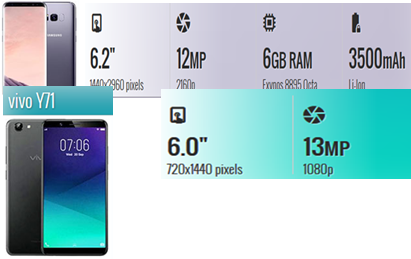 SAMSUNG
6.2"
1440x2960 pixels
12MP
2160p
6GB RAM
Exynos 8895 Octa
3500mAh
Li-Ion
vivo Y71
07:06
6.0"
720x1440 pixels
13MP
1080p